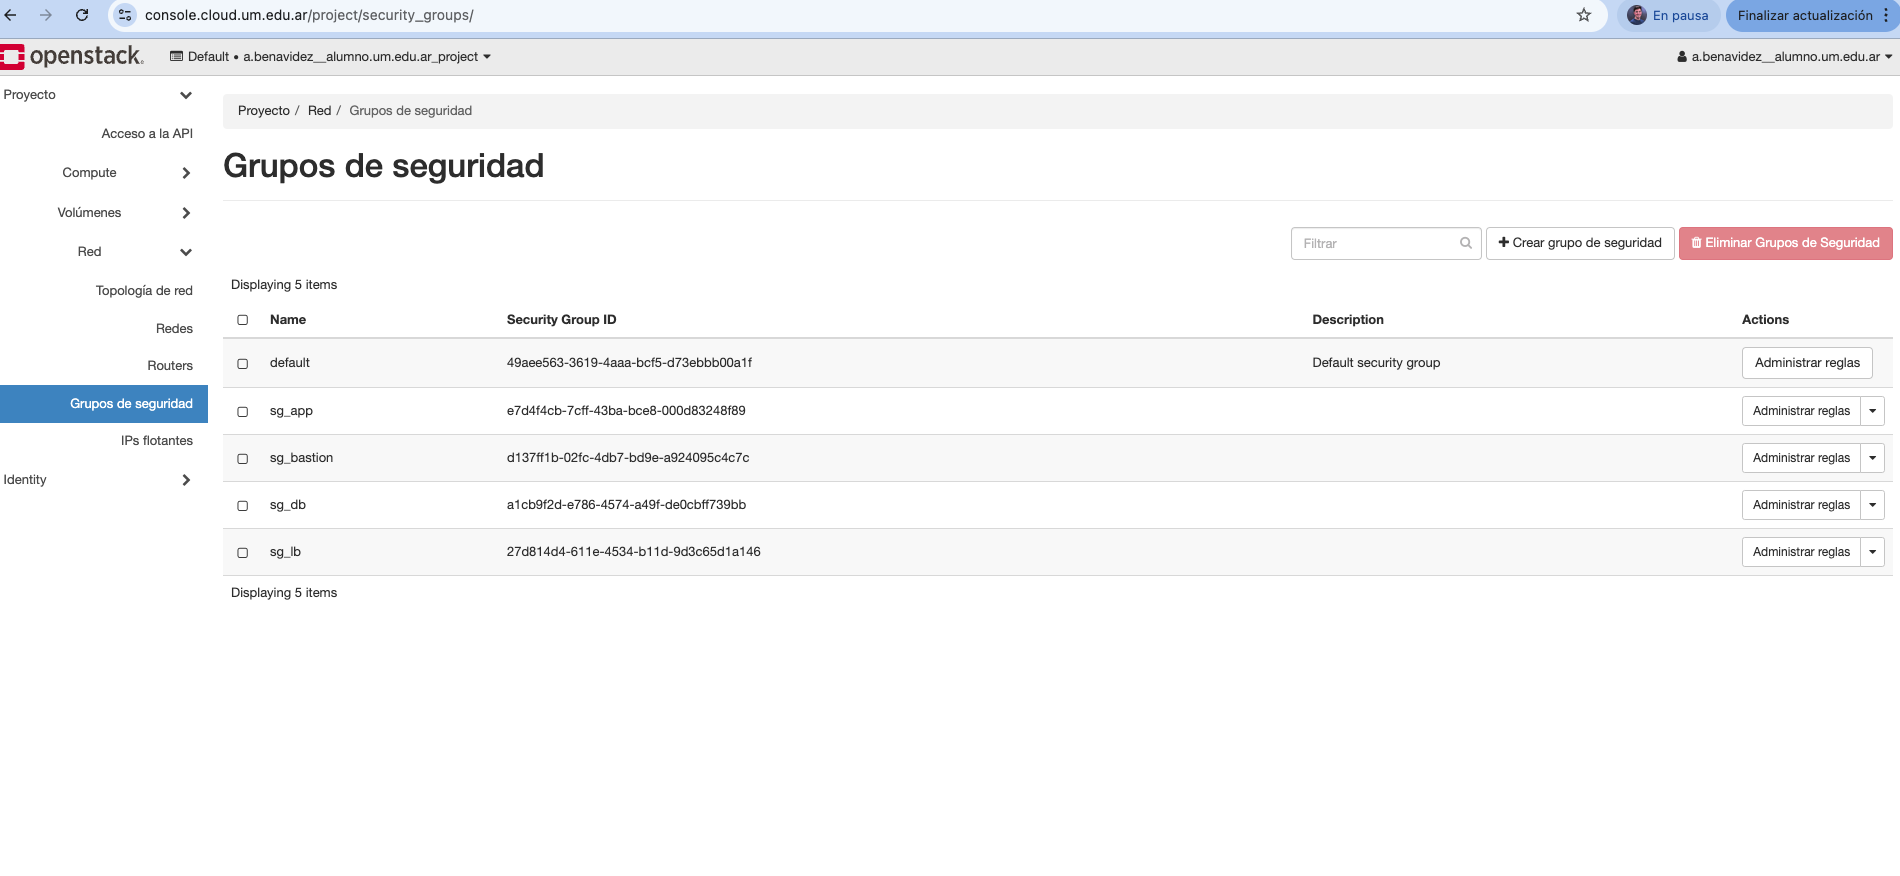 console.cloud.um.edu.ar/project/security_groups/
En pausa
Finalizar actualización
openstack.
Default • a.benavidez__alumno.um.edu.ar_project
a.benavidez__alumno.um.edu.ar
Proyecto
Acceso a la API
Compute
Volúmenes
Red
Topología de red
Redes
Routers
Grupos de seguridad
IPs flotantes
Identity
Proyecto / Red / Grupos de seguridad
Grupos de seguridad
Filtrar
Crear grupo de seguridad
Eliminar Grupos de Seguridad
Displaying 5 items
Name Security Group ID Description Actions
default 49aee563-3619-4aaa-bcf5-d73ebbb00a1f Default security group Administrar reglas
sg_app e7d4f4cb-7cff-43ba-bce8-000d83248f89 Administrar reglas
sg_bastion d137ff1b-02fc-4db7-bd9e-a924095c4c7c Administrar reglas
sg_db a1cb9f2d-e786-4574-a49f-de0cbff739bb Administrar reglas
sg_lb 27d814d4-611e-4534-b11d-9d3c65d1a146 Administrar reglas
Displaying 5 items